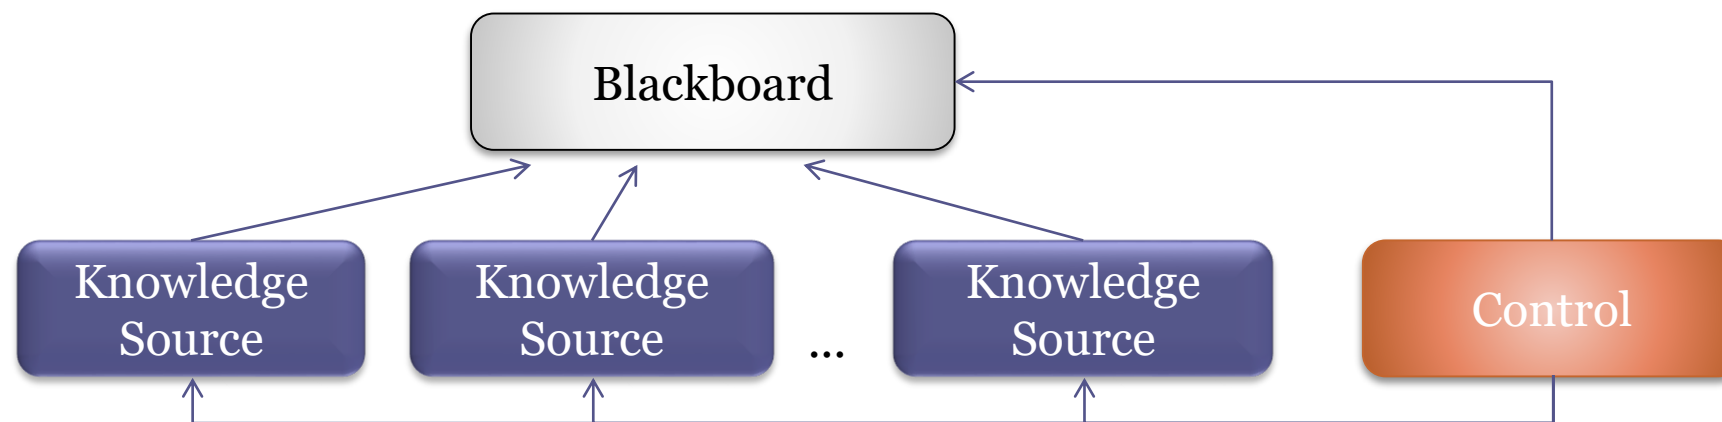 Blackboard
Knowledge
Source
Knowledge
Source
...
Knowledge
Source
Control